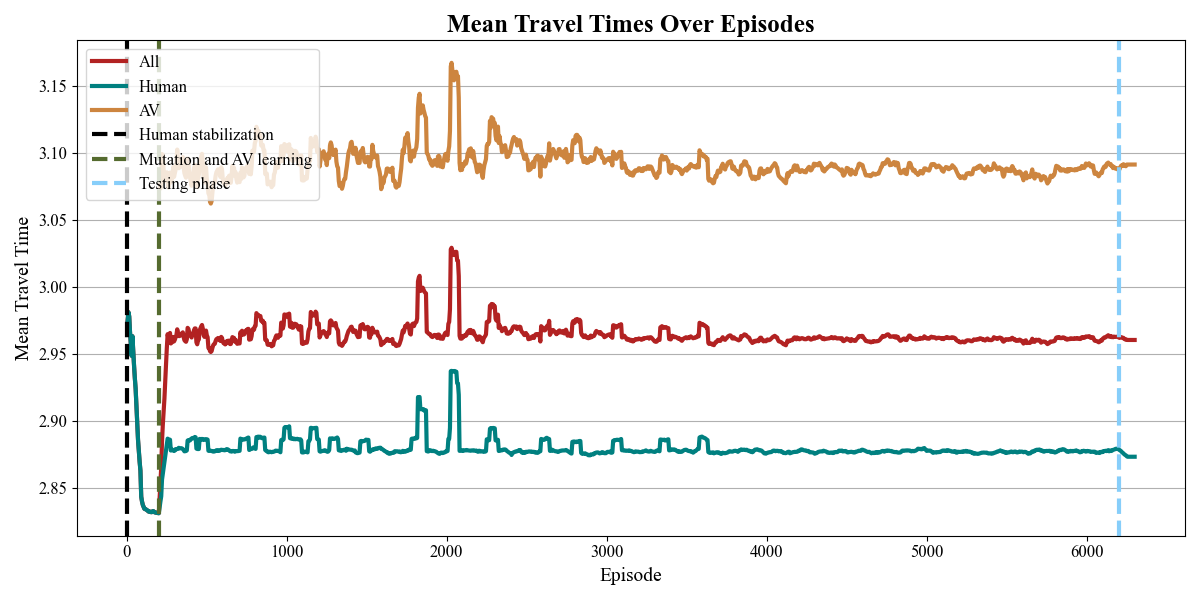 Mean Travel Times Over Episodes
All
Human
AV
Human stabilization
Mutation and AV learning
Testing phase
Mean Travel Time
3.15
3.10
3.05
3.00
2.95
2.90
2.85
0 1000 2000 3000 4000 5000 6000
Episode